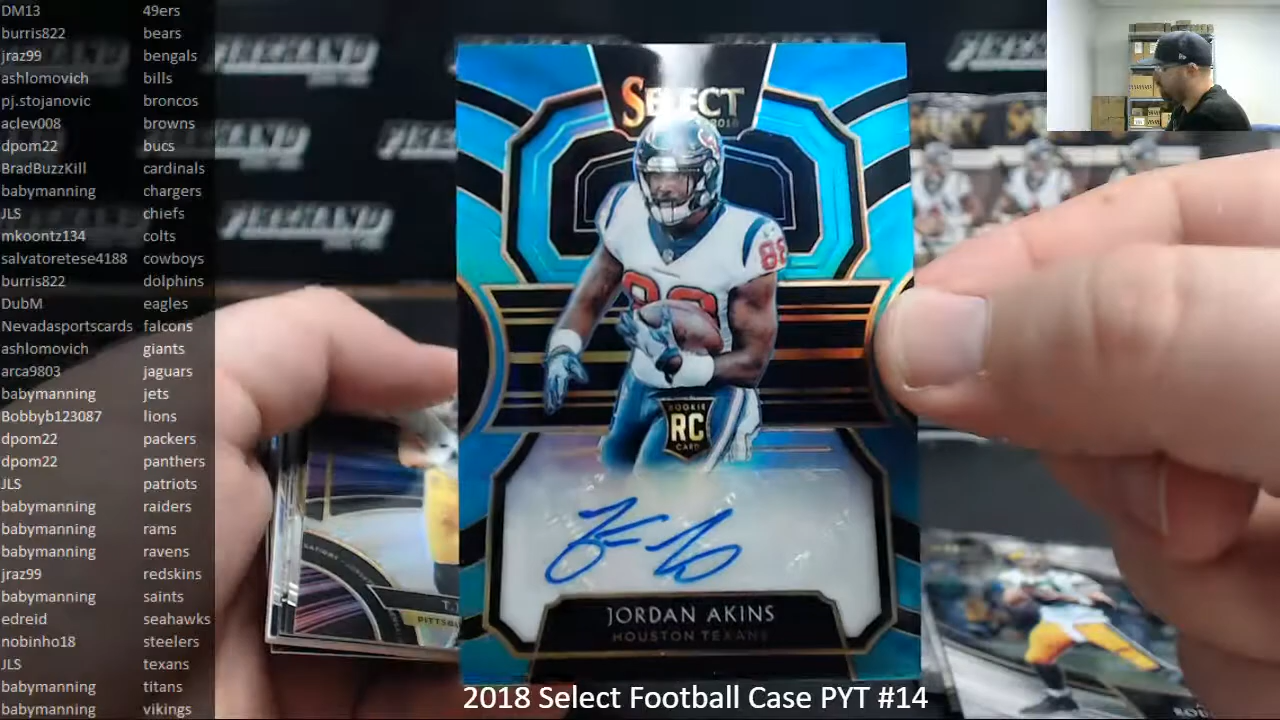 DM13 49ers
burris822 bears
jraz99 bengals
ashlomovich bills
pj.stojanovic broncos
aclev008 browns
dpom22 bucs
BradBuzzKill cardinals
babymanning chargers
JLS chiefs
mkoontz134 colts
salvatoretese4188 cowboys
burris822 dolphins
DubM eagles
Nevadasportscards falcons
ashlomovich giants
arca9803 jaguars
babymanning jets
Bobbyb123087 lions
dpom22 packers
dpom22 panthers
JLS patriots
babymanning raiders
babymanning rams
babymanning ravens
jraz99 redskins
babymanning saints
edreid seahawks
nobinho18 steelers
JLS texans
babymanning titans
babymanning vikings
SELECT
2018
88
88
ROOKIE
RC
CARD
JORDAN AKINS
HOUSTON TEXANS
T.J
PITTSBU
2018 Select Football Case PYT #14